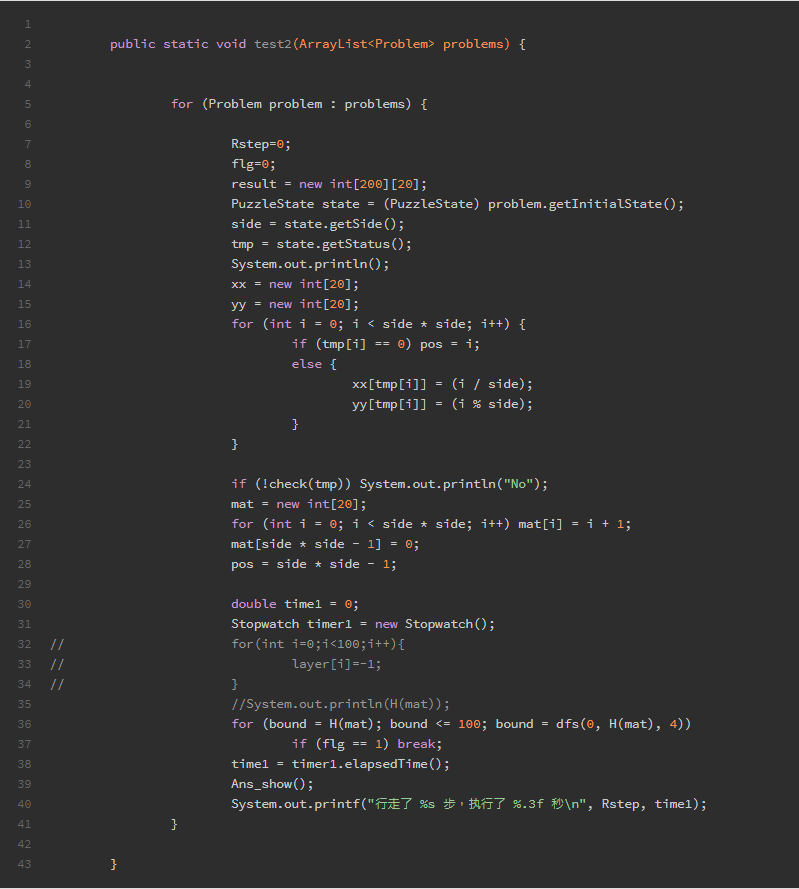 1
2 public static void test2(ArrayList<Problem> problems) {
3
4
5 for (Problem problem : problems) {
6
7 Rstep=0;
8 flg=0;
9 result = new int[200][20];
10 PuzzleState state = (PuzzleState) problem.getInitialState();
11 side = state.getSide();
12 tmp = state.getStatus();
13 System.out.println();
14 xx = new int[20];
15 yy = new int[20];
16 for (int i = 0; i < side * side; i++) {
17 if (tmp[i] == 0) pos = i;
18 else {
19 xx[tmp[i]] = (i / side);
20 yy[tmp[i]] = (i % side);
21 }
22 }
23
24 if (!check(tmp)) System.out.println("No");
25 mat = new int[20];
26 for (int i = 0; i < side * side; i++) mat[i] = i + 1;
27 mat[side * side - 1] = 0;
28 pos = side * side - 1;
29
30 double time1 = 0;
31 Stopwatch timer1 = new Stopwatch();
32 // for(int i=0;i<100;i++){
33 // layer[i]=-1;
34 // }
35 //System.out.println(H(mat));
36 for (bound = H(mat); bound <= 100; bound = dfs(0, H(mat), 4))
37 if (flg == 1) break;
38 time1 = timer1.elapsedTime();
39 Ans_show();
40 System.out.printf("行走了 %s 步,执行了 %.3f 秒\n", Rstep, time1);
41 }
42
43 }